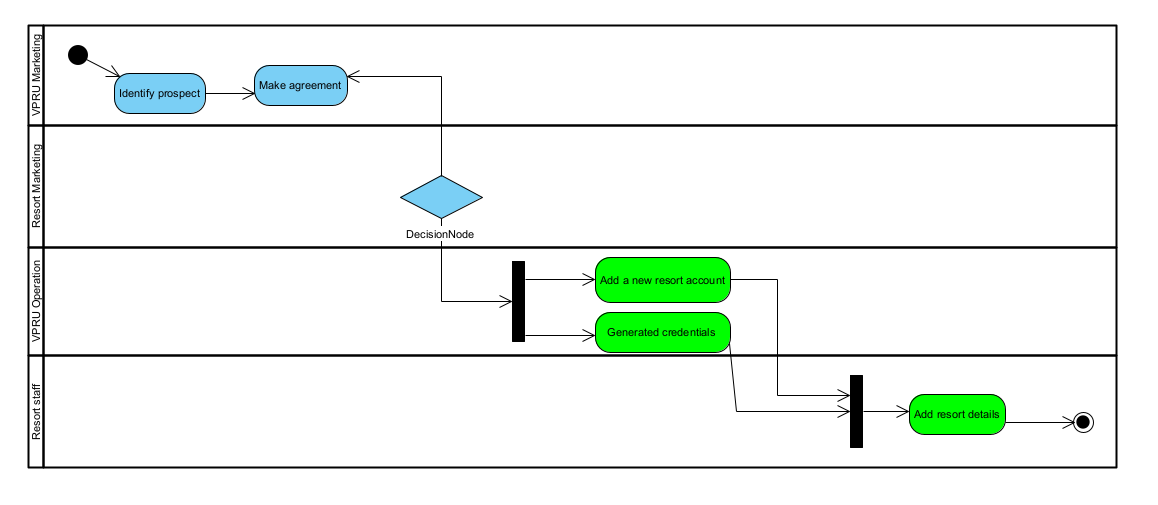 VPRU Marketing
Identify prospect
Make agreement
Resort Marketing
DecisionNode
VPRU Operation
Add a new resort account
Generated credentials
Resort staff
Add resort details